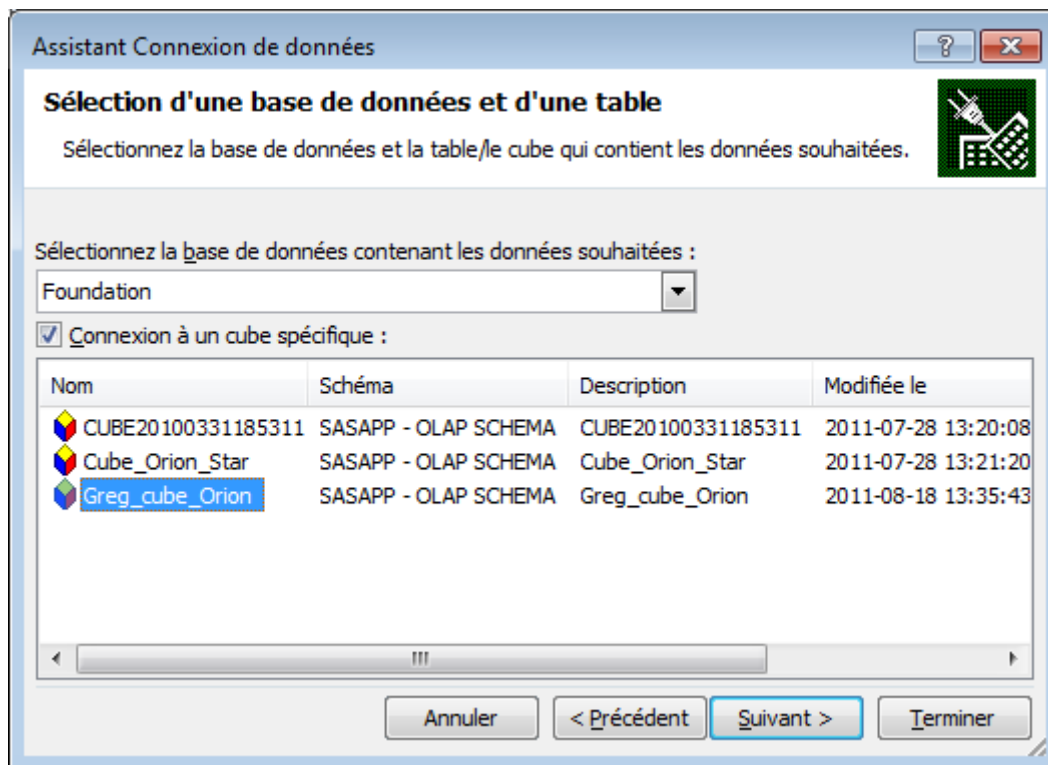 Assistant Connexion de données
Sélection d'une base de données et d'une table
Sélectionnez la base de données et la table/le cube qui contient les données souhaitées.
Sélectionnez la base de données contenant les données souhaitées :
Foundation
Connexion à un cube spécifique :
Nom Schéma Description Modifiée le
CUBE20100331185311 SASAPP - OLAP SCHEMA CUBE20100331185311 2011-07-28 13:20:08
Cube_Orion_Star SASAPP - OLAP SCHEMA Cube_Orion_Star 2011-07-28 13:21:20
Greg_cube_Orion SASAPP - OLAP SCHEMA Greg_cube_Orion 2011-08-18 13:35:43
Annuler < Précédent Suivant > Terminer